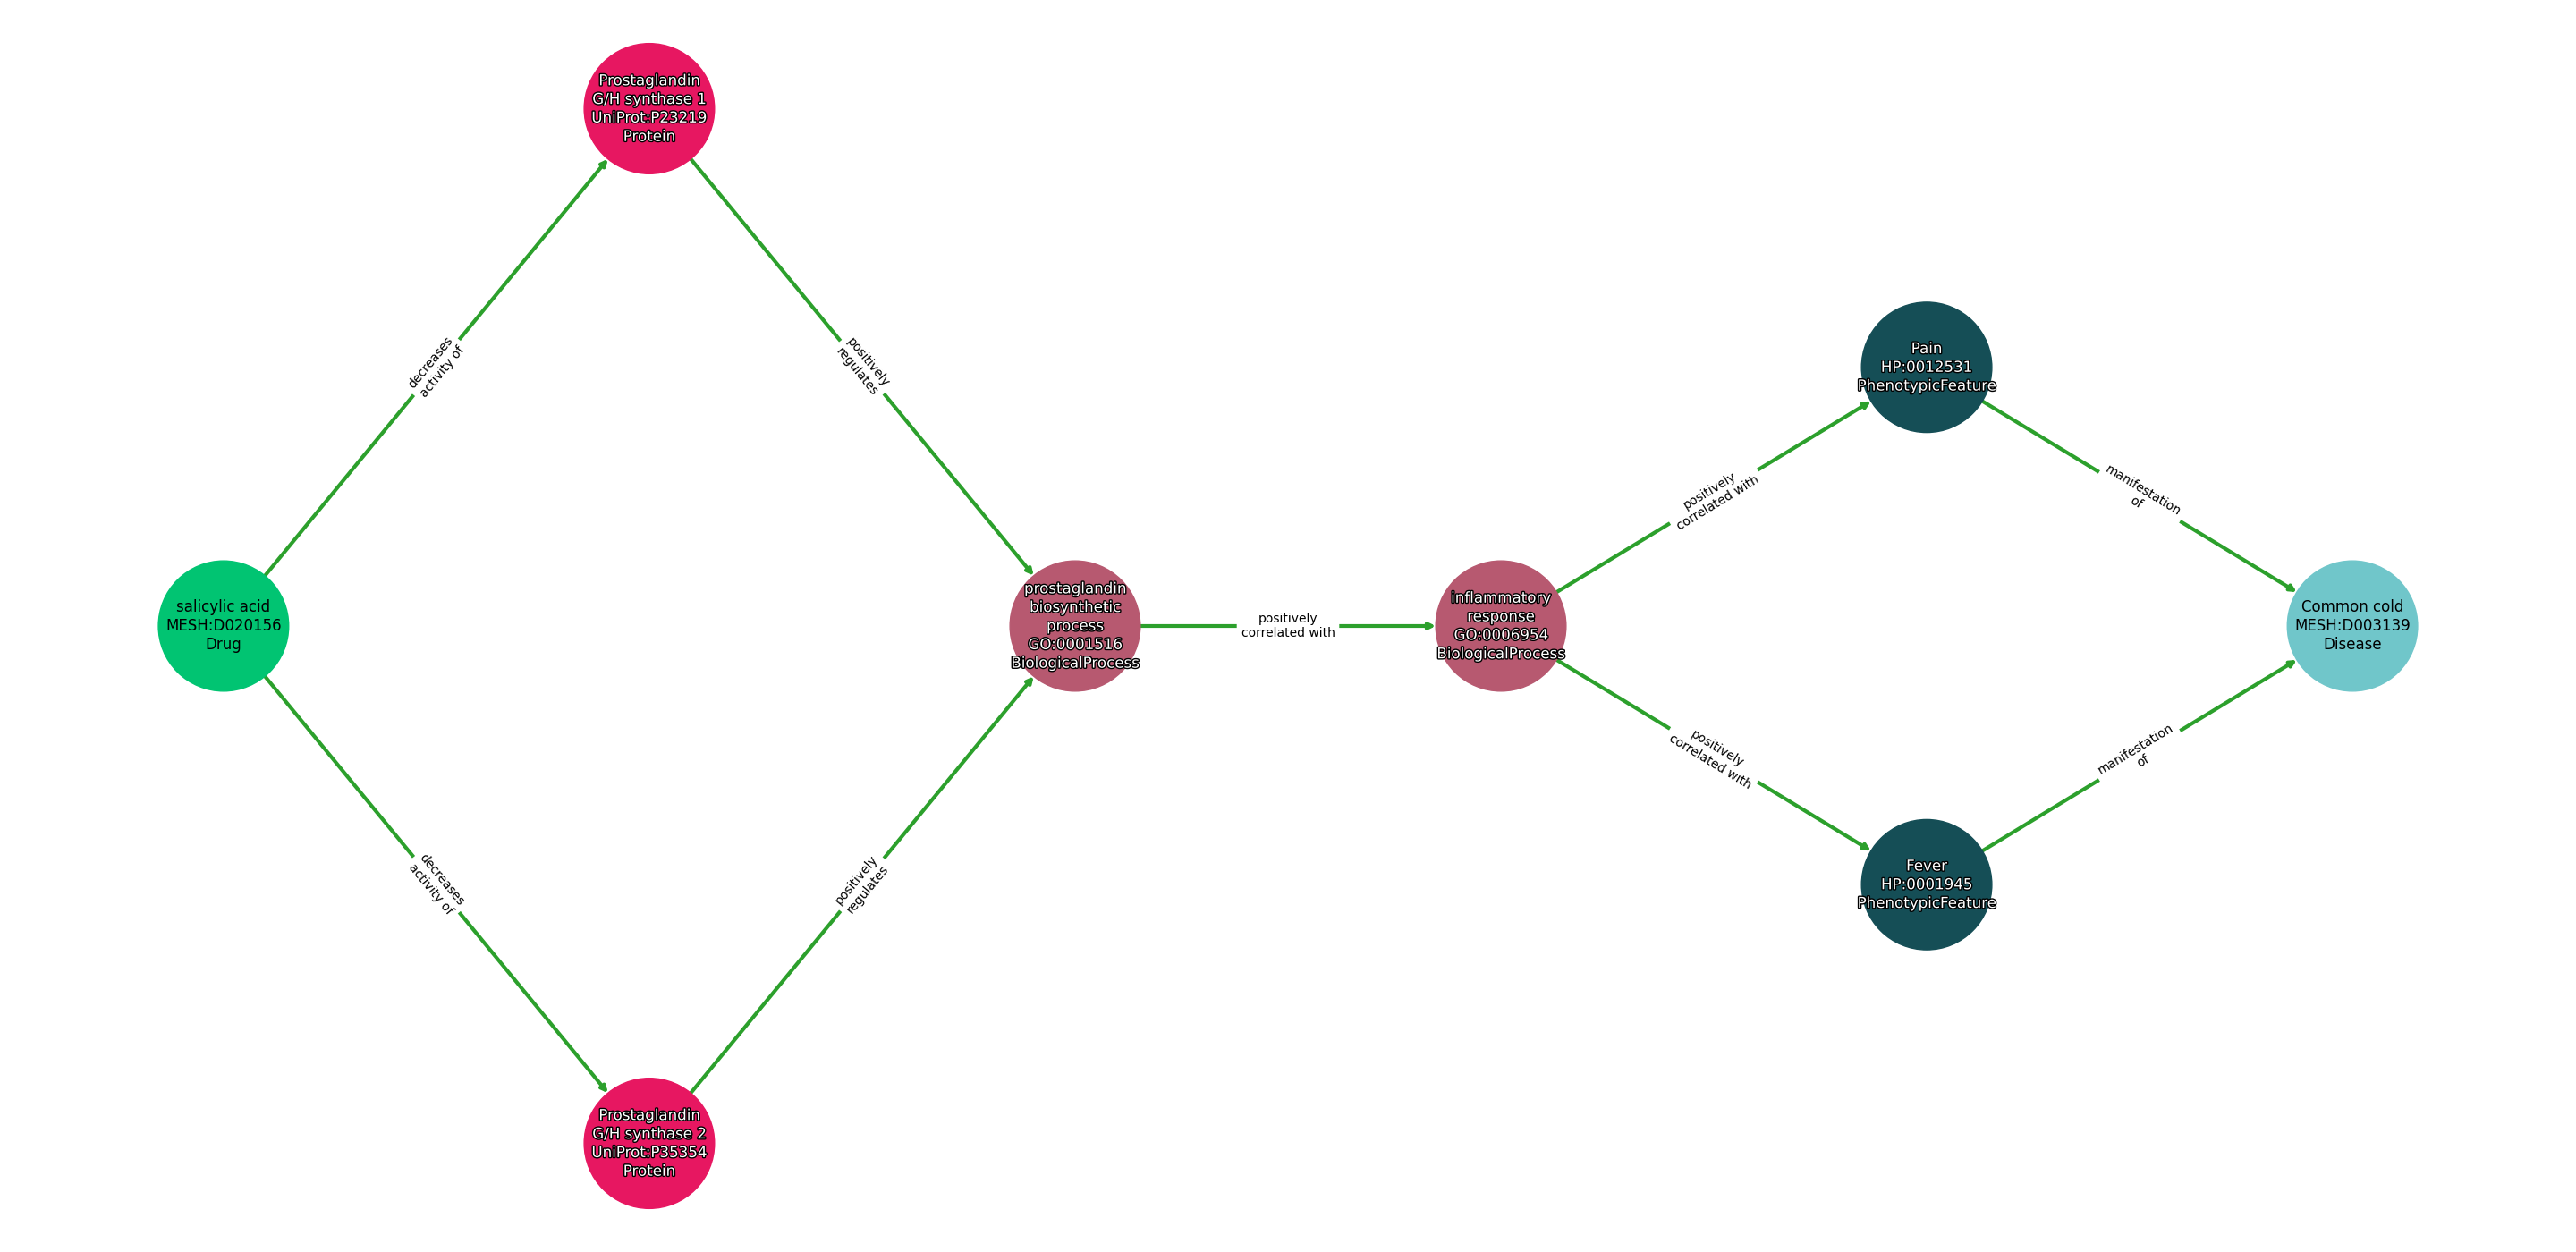 Prostaglandin
G/H synthase 1
UniProt:P23219
Protein
decreases
activity of
positively
regulates
Pain
HP:0012531
PhenotypicFeature
positively
correlated with
manifestation
of
salicylic acid
MESH:D020156
Drug
prostaglandin
biosynthetic
process
GO:0001516
BiologicalProcess
positively
correlated with
inflammatory
response
GO:0006954
BiologicalProcess
Common cold
MESH:D003139
Disease
positively
correlated with
manifestation
of
decreases
activity of
positively
regulates
Fever
HP:0001945
PhenotypicFeature
Prostaglandin
G/H synthase 2
UniProt:P35354
Protein